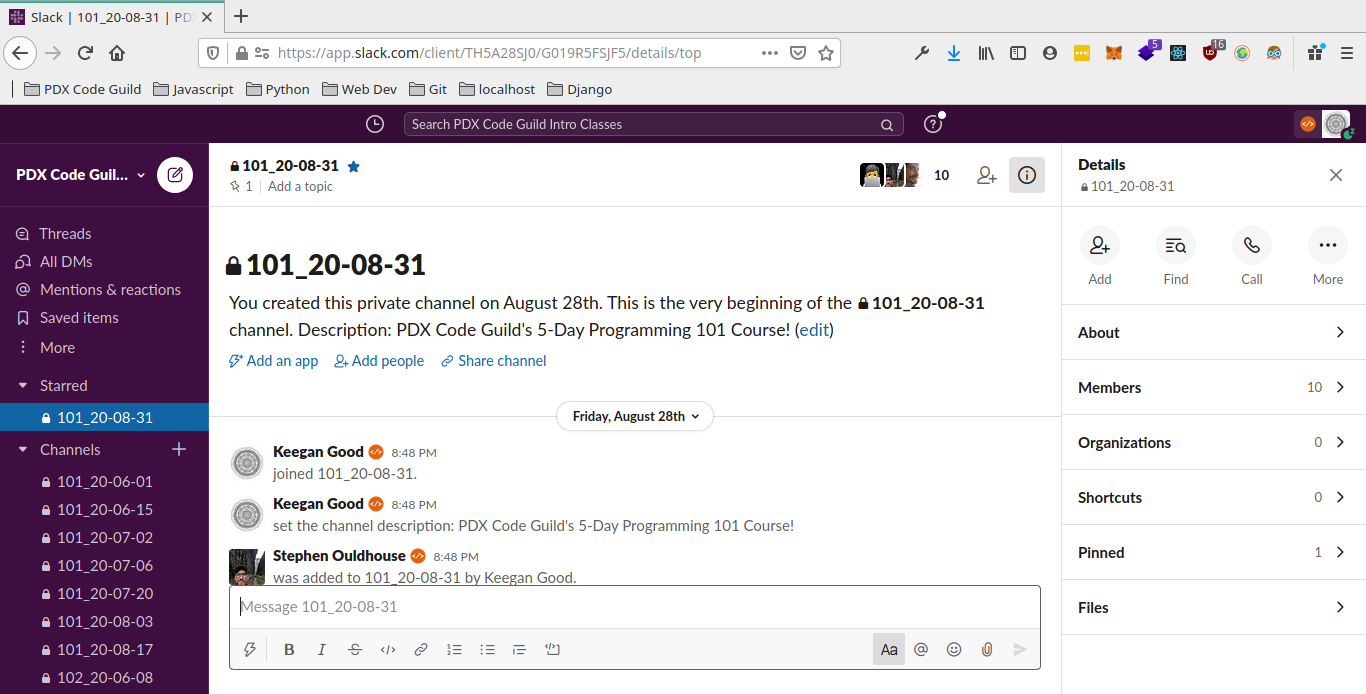 Slack | 101_20-08-31 | PD
https://app.slack.com/client/TH5A28SJ0/G019R5FSJF5/details/top
5
16
PDX Code Guild
Javascript
Python
Web Dev
Git
localhost
Django
Search PDX Code Guild Intro Classes
PDX Code Guil...
Threads
All DMs
Mentions & reactions
Saved items
More
Starred
101_20-08-31
Channels
101_20-06-01
101_20-06-15
101_20-07-02
101_20-07-06
101_20-07-20
101_20-08-03
101_20-08-17
102_20-06-08
101_20-08-31
1
Add a topic
10
101_20-08-31
You created this private channel on August 28th. This is the very beginning of the 101_20-08-31
channel. Description: PDX Code Guild's 5-Day Programming 101 Course! (edit)
Add an app
Add people
Share channel
Friday, August 28th
Keegan Good 8:48 PM
joined 101_20-08-31.
Keegan Good 8:48 PM
set the channel description: PDX Code Guild's 5-Day Programming 101 Course!
Stephen Ouldhouse 8:48 PM
was added to 101_20-08-31 by Keegan Good.
Message 101_20-08-31
B
I
Aa
Details
101_20-08-31
Add
Find
Call
More
About
Members 10
Organizations 0
Shortcuts 0
Pinned 1
Files